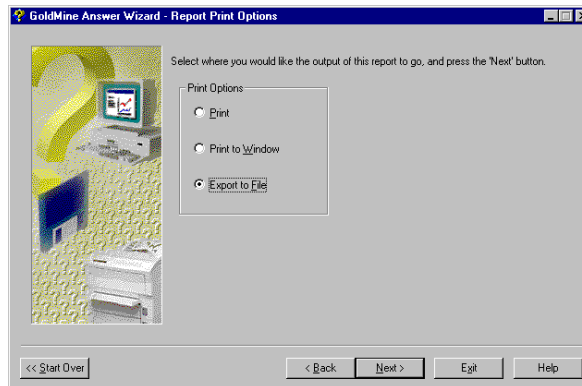 GoldMine Answer Wizard - Report Print Options
Select where you would like the output of this report to go, and press the 'Next' button.
Print Options
Print
Print to Window
Export to File
<< Start Over
< Back
Next >
Exit
Help